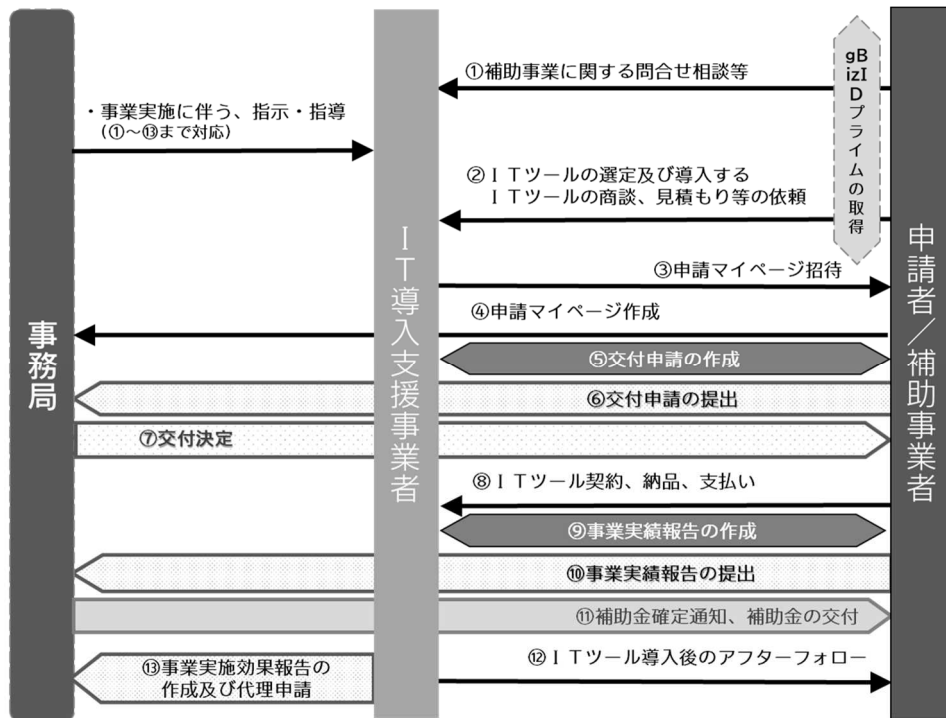 事務局
ＩＴ導入支援事業者
申請者／補助事業者
gBizIDプライムの取得
①補助事業に関する問合せ相談等
・事業実施に伴う、指示・指導
（①～⑬まで対応）
②ＩＴツールの選定及び導入する
ＩＴツールの商談、見積もり等の依頼
③申請マイページ招待
④申請マイページ作成
⑤交付申請の作成
⑥交付申請の提出
⑦交付決定
⑧ＩＴツール契約、納品、支払い
⑨事業実績報告の作成
⑩事業実績報告の提出
⑪補助金確定通知、補助金の交付
⑫ＩＴツール導入後のアフターフォロー
⑬事業実施効果報告の
作成及び代理申請